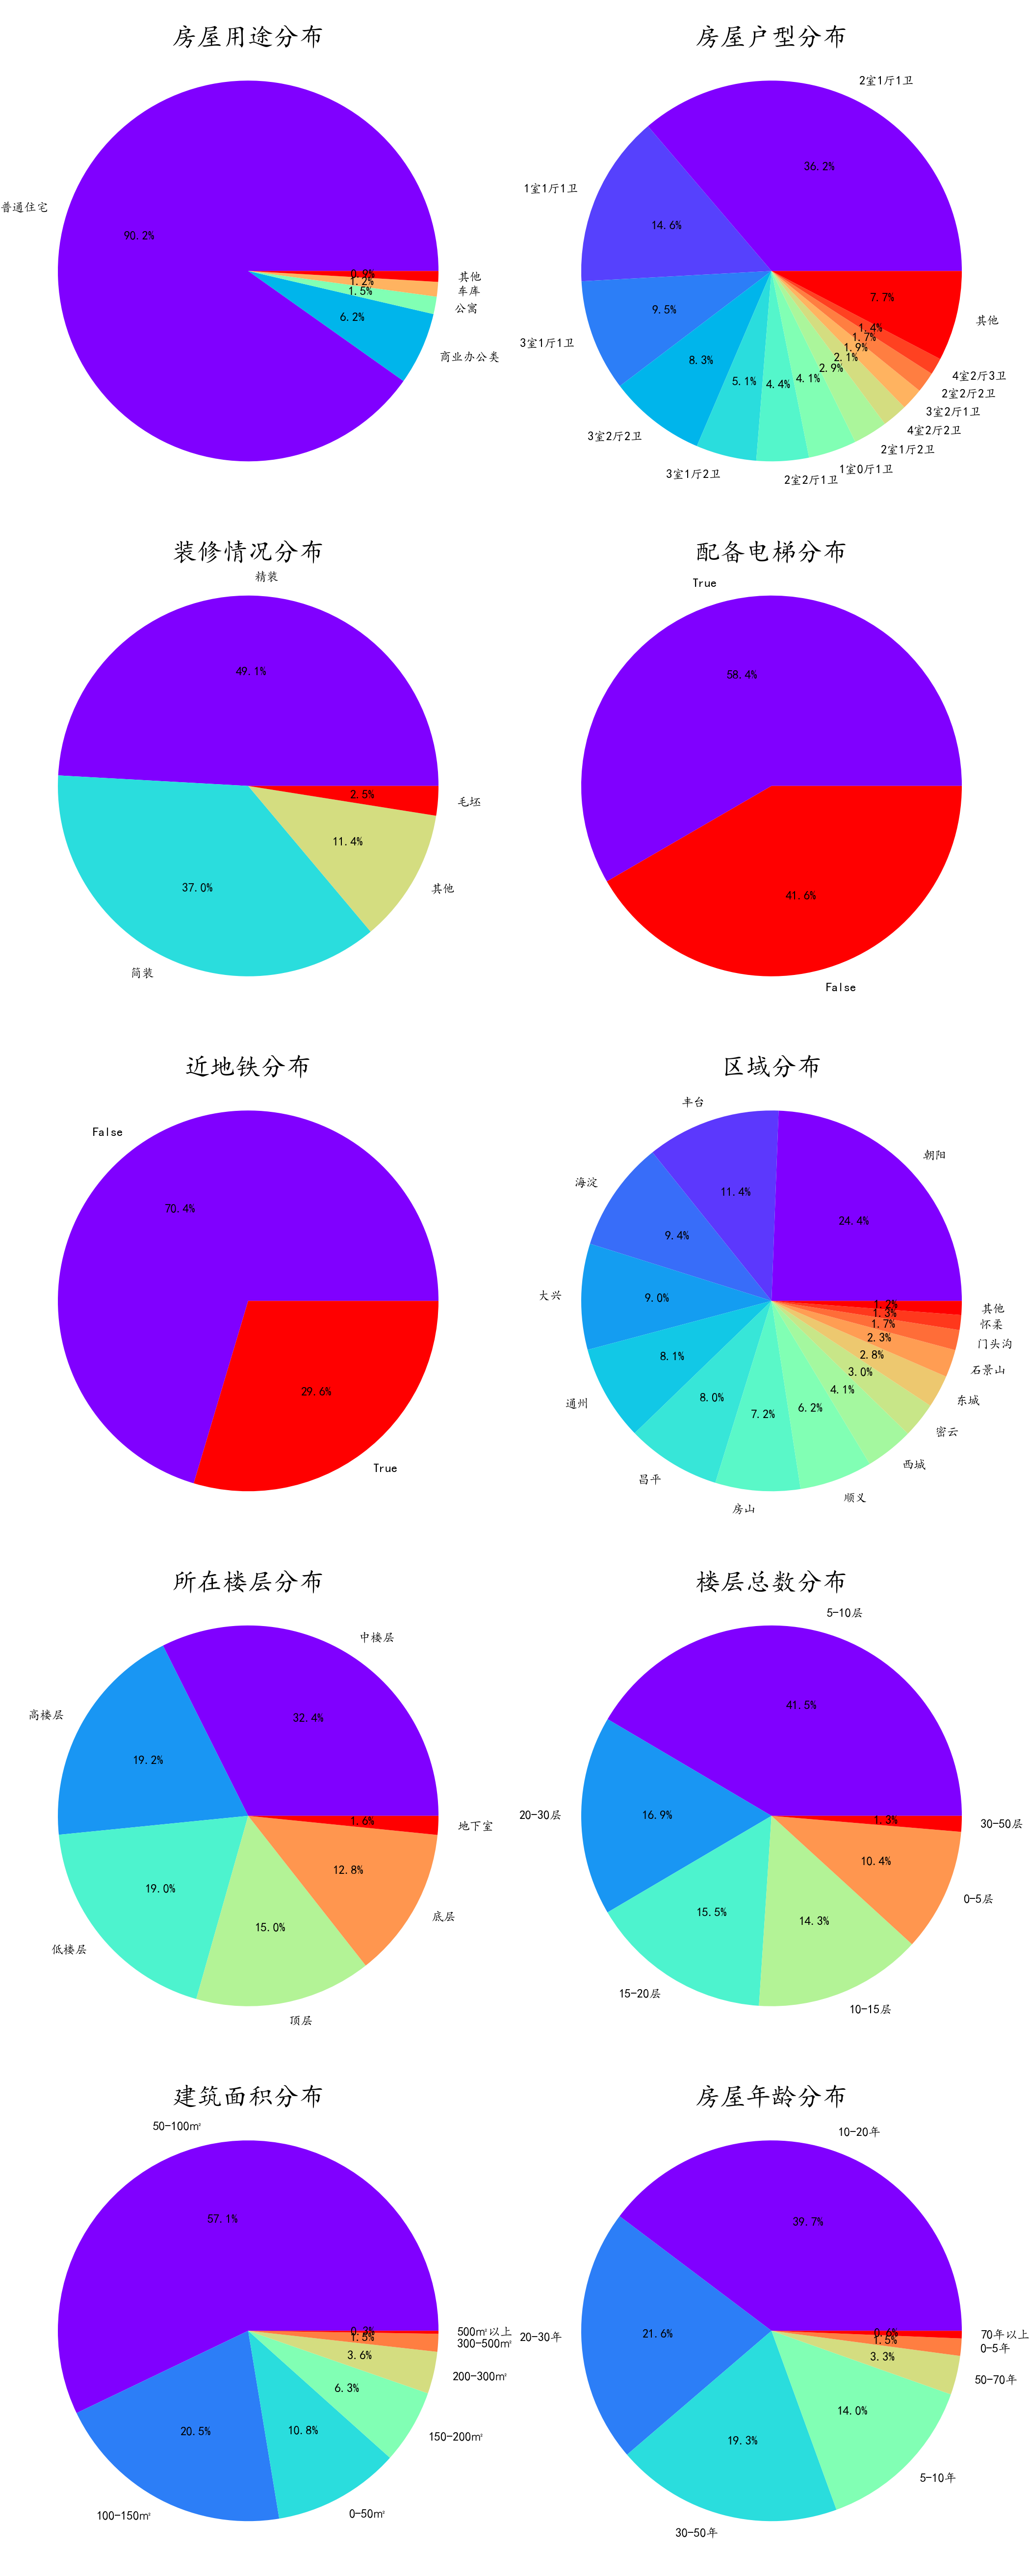 房屋用途分布
普通住宅
90.2%
0.9%
1.2%
1.5%
6.2%
其他
车库
公寓
商业办公类
房屋户型分布
2室1厅1卫
36.2%
1室1厅1卫
14.6%
3室1厅1卫
9.5%
3室2厅2卫
8.3%
3室1厅2卫
5.1%
2室2厅1卫
4.4%
1室0厅1卫
4.1%
2室1厅2卫
2.9%
4室2厅2卫
2.1%
3室2厅1卫
1.9%
2室2厅2卫
1.7%
4室2厅3卫
1.4%
其他
7.7%
装修情况分布
精装
49.1%
简装
37.0%
其他
11.4%
毛坯
2.5%
配备电梯分布
True
58.4%
False
41.6%
近地铁分布
False
70.4%
True
29.6%
区域分布
朝阳
24.4%
丰台
11.4%
海淀
9.4%
大兴
9.0%
通州
8.1%
昌平
8.0%
房山
7.2%
顺义
6.2%
西城
4.1%
密云
3.0%
东城
2.8%
石景山
2.3%
门头沟
1.7%
怀柔
1.3%
其他
1.2%
所在楼层分布
中楼层
32.4%
高楼层
19.2%
低楼层
19.0%
顶层
15.0%
底层
12.8%
地下室
1.6%
楼层总数分布
5-10层
41.5%
20-30层
16.9%
15-20层
15.5%
10-15层
14.3%
0-5层
10.4%
30-50层
1.3%
建筑面积分布
50-100㎡
57.1%
100-150㎡
20.5%
0-50㎡
10.8%
150-200㎡
6.3%
200-300㎡
3.6%
300-500㎡
1.5%
500㎡以上
0.3%
房屋年龄分布
10-20年
39.7%
20-30年
21.6%
30-50年
19.3%
5-10年
14.0%
50-70年
3.3%
0-5年
1.5%
70年以上
0.6%